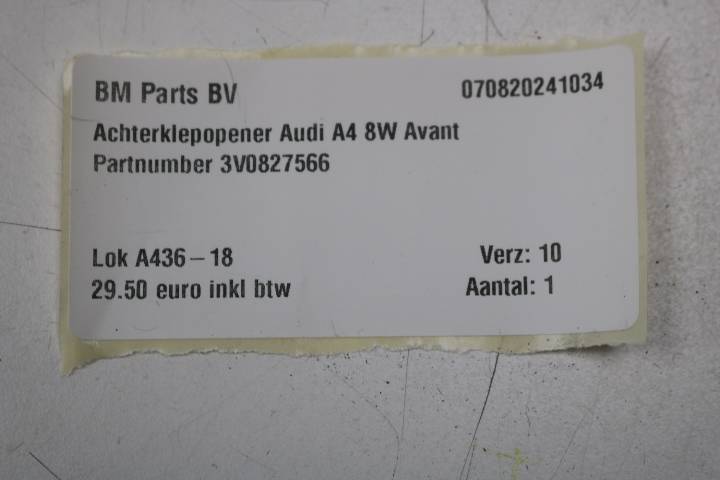 BM Parts BV 070820241034
Achterklepopener Audi A4 8W Avant
Partnumber 3V0827566
Lok A436-18 Verz: 10
29.50 euro inkl btw Aantal: 1